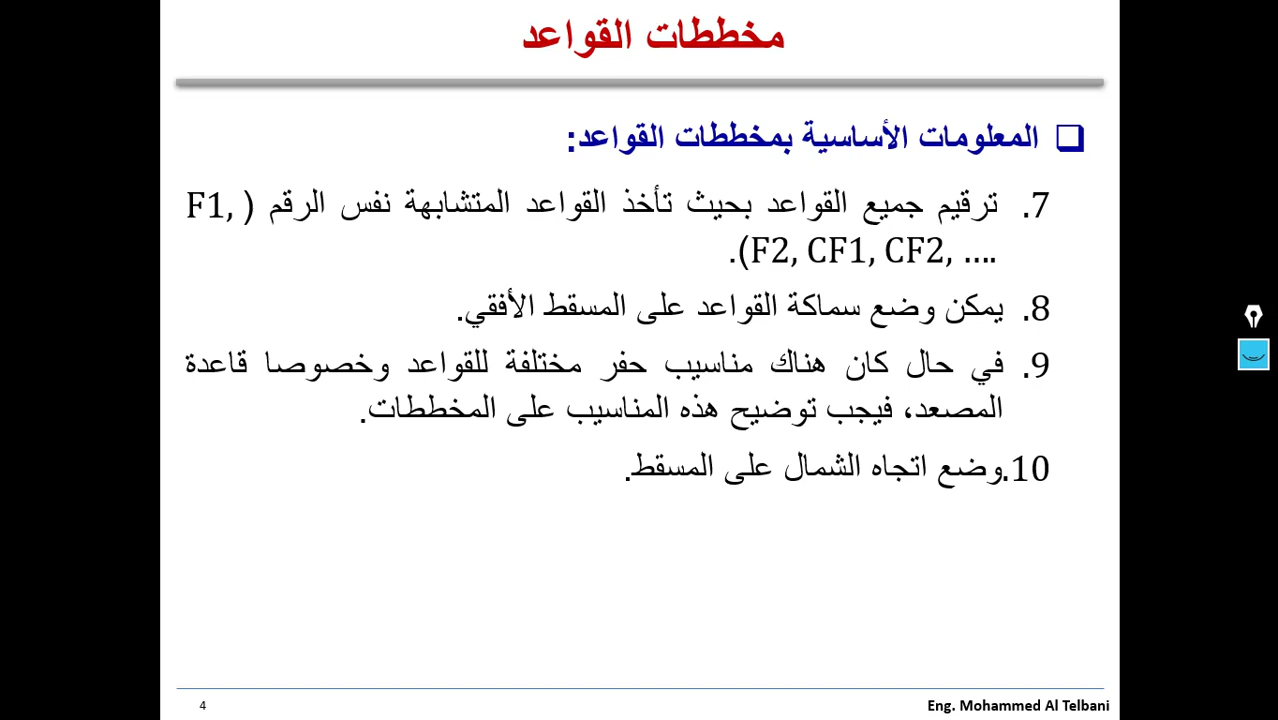 مخططات القواعد
المعلومات الأساسية بمخططات القواعد:
7. ترقيم جميع القواعد بحيث تأخذ القواعد المتشابهة نفس الرقم (F1,
F2, CF1, CF2, ....).
8. يمكن وضع سماكة القواعد على المسقط الأفقي.
9. في حال كان هناك مناسيب حفر مختلفة للقواعد وخصوصا قاعدة
المصعد، فيجب توضيح هذه المناسيب على المخططات.
10. وضع اتجاه الشمال على المسقط.
4
Eng. Mohammed Al Telbani